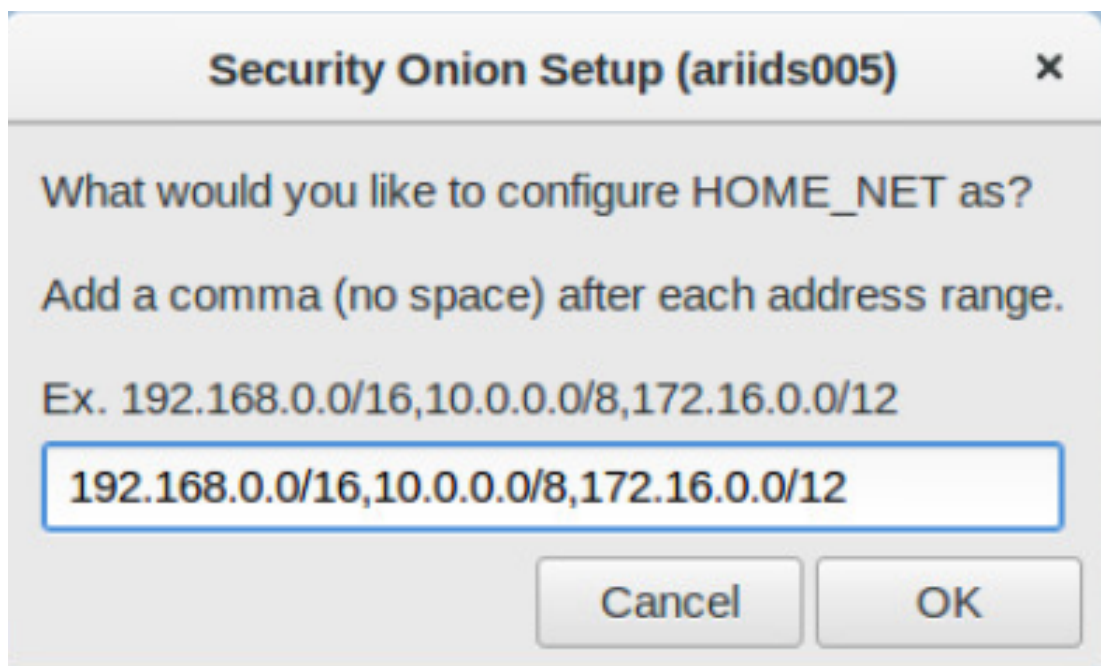 Security Onion Setup (ariids005) ×
What would you like to configure HOME_NET as?
Add a comma (no space) after each address range.
Ex. 192.168.0.0/16,10.0.0.0/8,172.16.0.0/12
192.168.0.0/16,10.0.0.0/8,172.16.0.0/12
Cancel OK